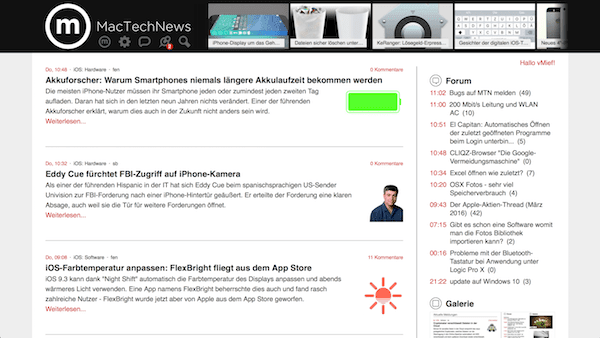 MacTechNews
iPhone-Display um das Geh...
Dateien sicher löschen unter...
KeRanger: Lösegeld-Erpress...
Gesichter der digitalen iOS-T...
Hallo vMief!
Do, 10:48 · iOS: Hardware · fen
0 Kommentare
Akkuforscher: Warum Smartphones niemals längere Akkulaufzeit bekommen werden
Die meisten iPhone-Nutzer müssen ihr Smartphone jeden oder zumindest jeden zweiten Tag
aufladen. Daran hat sich in den letzten neun Jahren nichts verändert. Einer der führenden
Akkuforscher erklärt, warum dies auch in der Zukunft nicht anders sein wird.
Weiterlesen...
Do, 10:32 · iOS: Hardware · sb
0 Kommentare
Eddy Cue fürchtet FBI-Zugriff auf iPhone-Kamera
Als einer der führenden Hispanic in der IT hat sich Eddy Cue beim spanischsprachigen US-Sender
Univision zur FBI-Forderung nach einer iPhone-Hintertür geäußert. Er erteilte der Forderung eine klaren
Absage, auch weil sie die Tür für weitere Forderungen öffnet.
Weiterlesen...
Do, 09:08 · iOS: Software · fen
11 Kommentare
iOS-Farbtemperatur anpassen: FlexBright fliegt aus dem App Store
iOS 9.3 kann dank "Night Shift" automatisch die Farbtemperatur des Displays anpassen und abends
wärmeres Licht verwenden. Eine App namens FlexBright beherrschte dies auch und fand rasch
zahlreiche Nutzer - FlexBright wurde jetzt aber von Apple aus dem App Store geworfen.
Weiterlesen...
Forum
11:02 Bugs auf MTN melden (49)
11:00 200 Mbit/s Leitung und WLAN
AC (10)
10:51 El Capitan: Automatisches Öffnen
der zuletzt geöffneten Programme
beim Login unterbin... (5)
10:48 CLIQZ-Browser "Die Google-
Vermeidungsmaschine" (0)
10:34 Excel öffnen wie zuletzt? (7)
10:20 OSX Fotos - sehr viel
Speicherverbrauch (4)
09:43 Der Apple-Aktien-Thread (März
2016) (42)
07:15 Gibt es schon eine Software womit
man die Fotos Bibliothek
importieren kann? (2)
00:16 Probleme mit der Bluetooth-
Tastatur bei Anwendung unter
Logic Pro X (0)
21:22 update auf Windows 10 (3)
Galerie